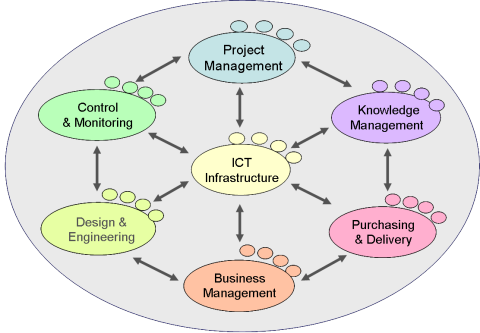 Project
Management
Control
& Monitoring
Knowledge
Management
ICT
Infrastructure
Design &
Engineering
Purchasing
& Delivery
Business
Management